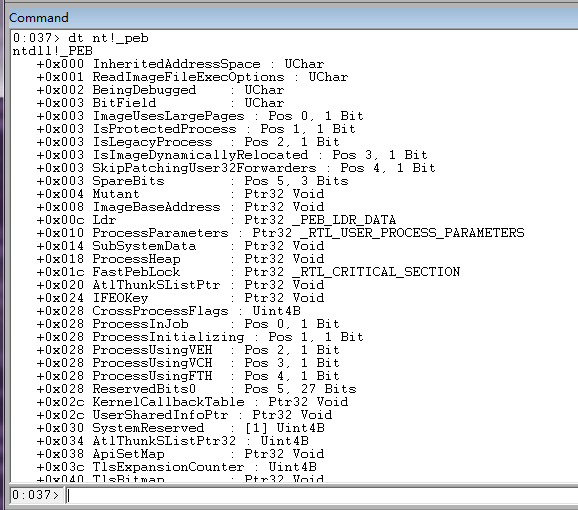 Command
0:037> dt nt!_peb
ntdll!_PEB
+0x000 InheritedAddressSpace : UChar
+0x001 ReadImageFileExecOptions : UChar
+0x002 BeingDebugged    : UChar
+0x003 BitField         : UChar
+0x003 ImageUsesLargePages : Pos 0, 1 Bit
+0x003 IsProtectedProcess : Pos 1, 1 Bit
+0x003 IsLegacyProcess  : Pos 2, 1 Bit
+0x003 IsImageDynamicallyRelocated : Pos 3, 1 Bit
+0x003 SkipPatchingUser32Forwarders : Pos 4, 1 Bit
+0x003 SpareBits        : Pos 5, 3 Bits
+0x004 Mutant           : Ptr32 Void
+0x008 ImageBaseAddress : Ptr32 Void
+0x00c Ldr              : Ptr32 _PEB_LDR_DATA
+0x010 ProcessParameters : Ptr32 _RTL_USER_PROCESS_PARAMETERS
+0x014 SubSystemData    : Ptr32 Void
+0x018 ProcessHeap      : Ptr32 Void
+0x01c FastPebLock      : Ptr32 _RTL_CRITICAL_SECTION
+0x020 AtlThunkSListPtr : Ptr32 Void
+0x024 IFEOKey          : Ptr32 Void
+0x028 CrossProcessFlags : Uint4B
+0x028 ProcessInJob     : Pos 0, 1 Bit
+0x028 ProcessInitializing : Pos 1, 1 Bit
+0x028 ProcessUsingVEH  : Pos 2, 1 Bit
+0x028 ProcessUsingVCH  : Pos 3, 1 Bit
+0x028 ProcessUsingFTH  : Pos 4, 1 Bit
+0x028 ReservedBits0    : Pos 5, 27 Bits
+0x02c KernelCallbackTable : Ptr32 Void
+0x02c UserSharedInfoPtr : Ptr32 Void
+0x030 SystemReserved   : [1] Uint4B
+0x034 AtlThunkSListPtr32 : Uint4B
+0x038 ApiSetMap        : Ptr32 Void
+0x03c TlsExpansionCounter : Uint4B
+0x040 TlsBitmap        : Ptr32 Void
0:037>